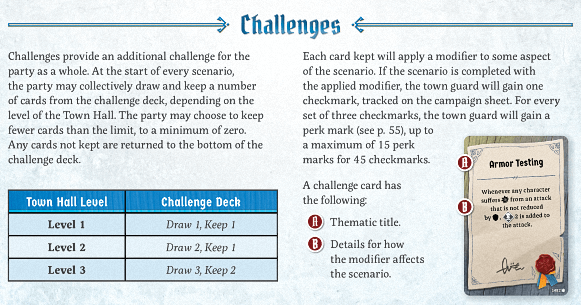 Challenges
Challenges provide an additional challenge for the
party as a whole. At the start of every scenario,
the party may collectively draw and keep a number
of cards from the challenge deck, depending on the
level of the Town Hall. The party may choose to keep
fewer cards than the limit, to a minimum of zero.
Any cards not kept are returned to the bottom of the
challenge deck.
Town Hall Level Challenge Deck
Level 1 Draw 1, Keep 1
Level 2 Draw 2, Keep 1
Level 3 Draw 3, Keep 2
Each card kept will apply a modifier to some aspect
of the scenario. If the scenario is completed with
the applied modifier, the town guard will gain one
checkmark, tracked on the campaign sheet. For every
set of three checkmarks, the town guard will gain a
perk mark (see p. 55), up to
a maximum of 15 perk
marks for 45 checkmarks.
A challenge card has
the following:
A Thematic title.
B Details for how
the modifier affects
the scenario.
A
Armor Testing
B
Whenever any character
suffers from an attack
that is not reduced
by , 2 is added to
the attack.